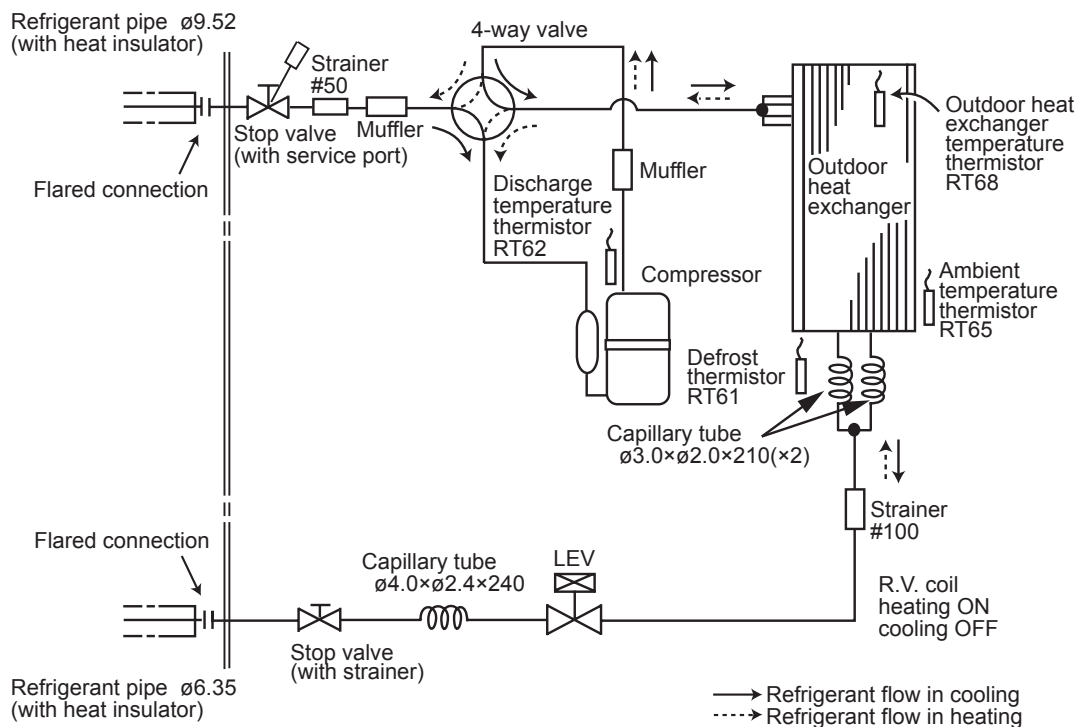 Refrigerant pipe ø9.52
(with heat insulator)
4-way valve
Strainer
#50
Muffler
Stop valve
(with service port)
Flared connection
Muffler
Discharge
temperature
thermistor
RT62
Compressor
Outdoor
heat
exchanger
Outdoor heat
exchanger
temperature
thermistor
RT68
Ambient
temperature
thermistor
RT65
Defrost
thermistor
RT61
Capillary tube
ø3.0×ø2.0×210(×2)
Strainer
#100
Flared connection
Capillary tube
ø4.0×ø2.4×240
LEV
R.V. coil
heating ON
cooling OFF
Stop valve
(with strainer)
Refrigerant pipe ø6.35
(with heat insulator)
Refrigerant flow in cooling
Refrigerant flow in heating